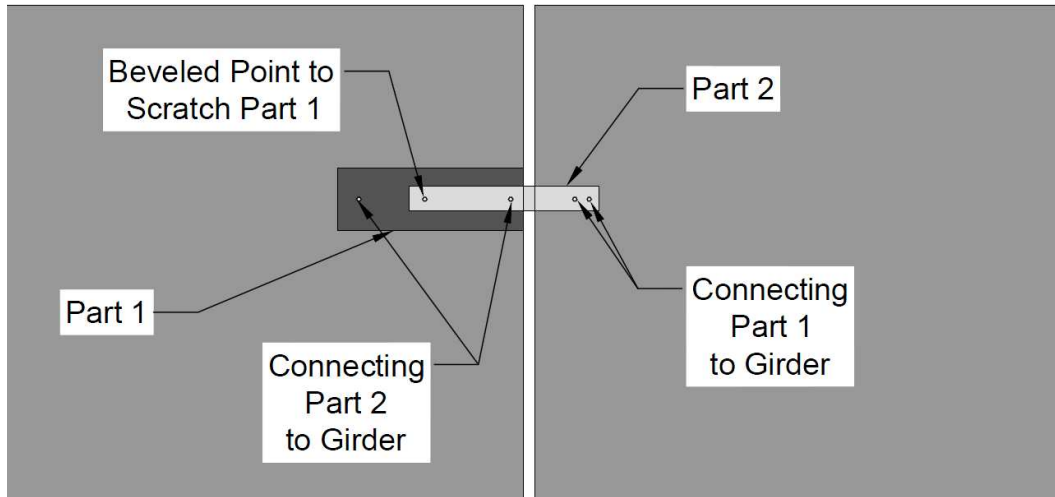 Beveled Point to
Scratch Part 1
Part 2
Part 1
Connecting
Part 2
to Girder
Connecting
Part 1
to Girder